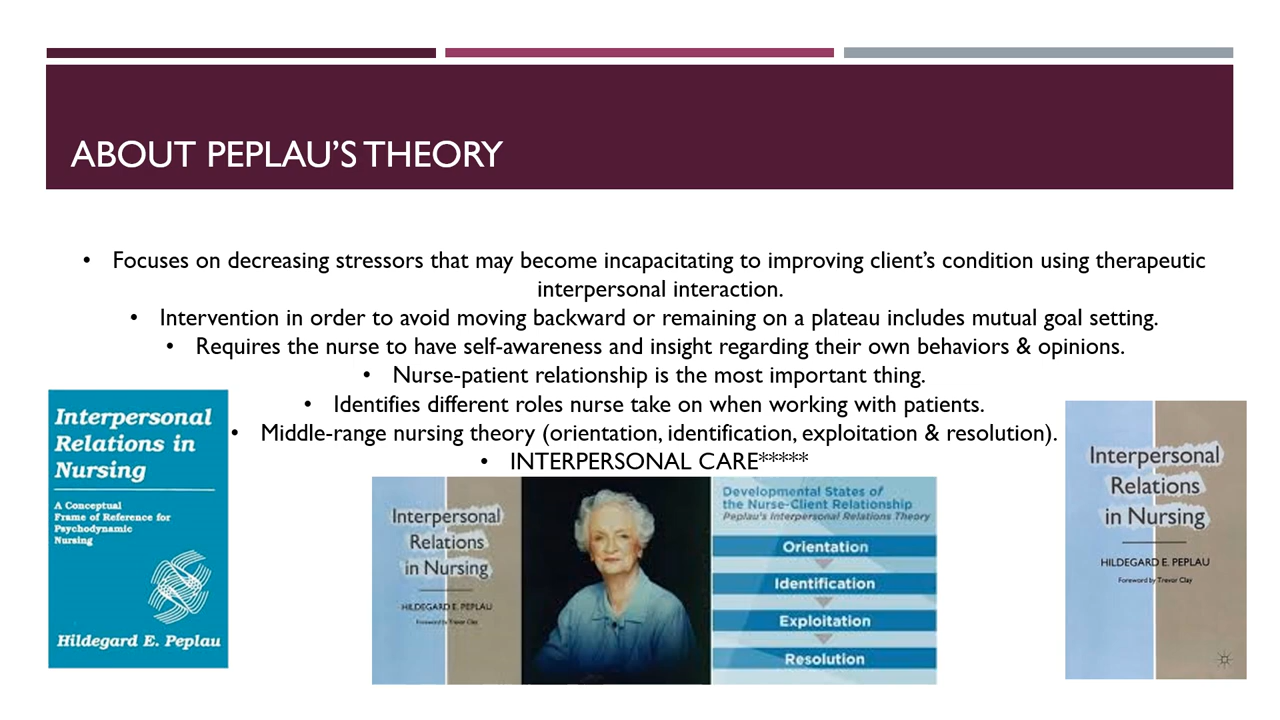 ABOUT PEPLAU'S THEORY
• Focuses on decreasing stressors that may become incapacitating to improving client's condition using therapeutic
interpersonal interaction.
• Intervention in order to avoid moving backward or remaining on a plateau includes mutual goal setting.
• Requires the nurse to have self-awareness and insight regarding their own behaviors & opinions.
• Nurse-patient relationship is the most important thing.
• Identifies different roles nurse take on when working with patients.
• Middle-range nursing theory (orientation, identification, exploitation & resolution).
• INTERPERSONAL CARE*****
Interpersonal
Relations in
Nursing
A Conceptual
Frame of Reference for
Psychodynamic
Nursing
Hildegard E. Peplau
Interpersonal
Relations
in Nursing
HILDEGARD E. PEPLAU
Foreword by Trevor Clay
Developmental States of
the Nurse-Client Relationship
Peplau's Interpersonal Relations Theory
Orientation
Identification
Exploitation
Resolution
Interpersonal
Relations
in Nursing
HILDEGARD E. PEPLAU
Foreword by Trevor Clay